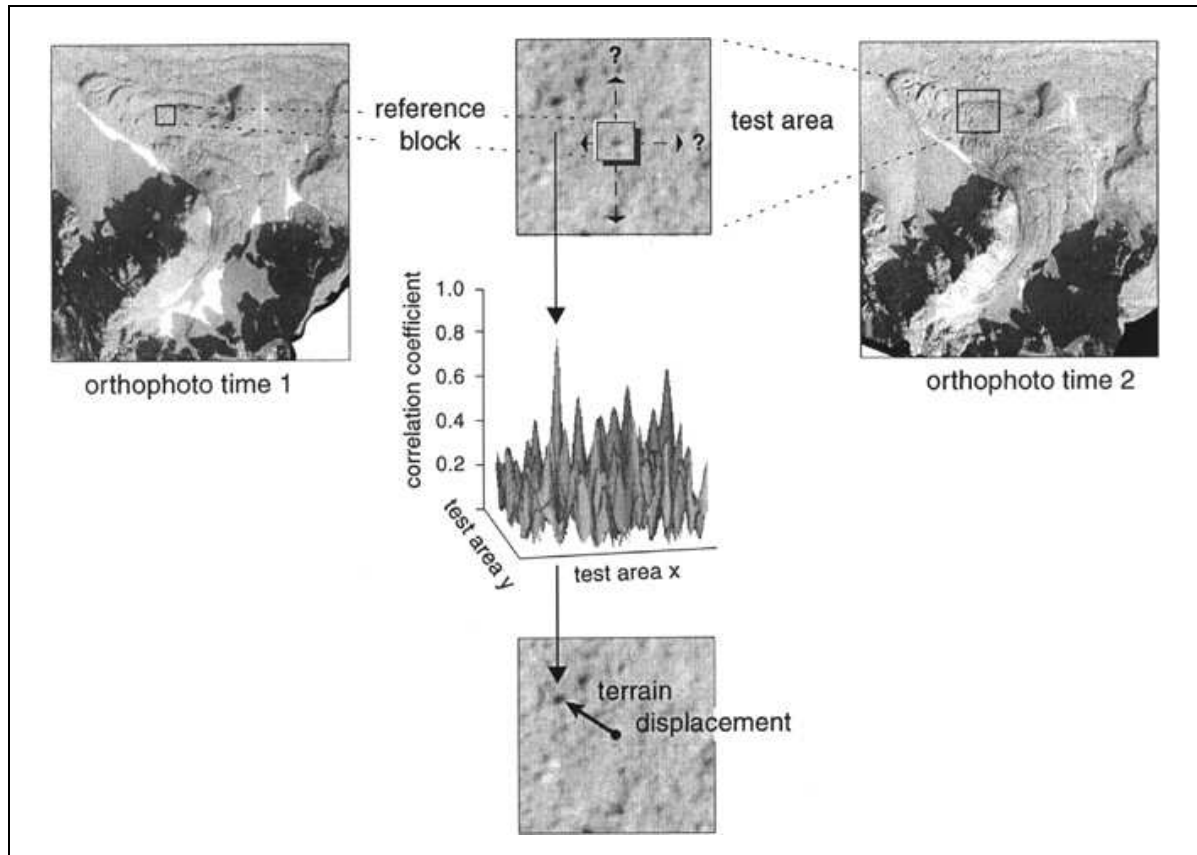 reference
block
?
?
test area
orthophoto time 1
orthophoto time 2
correlation coefficient
1.0
0.8
0.6
0.4
0.2
test area y
test area x
terrain
displacement